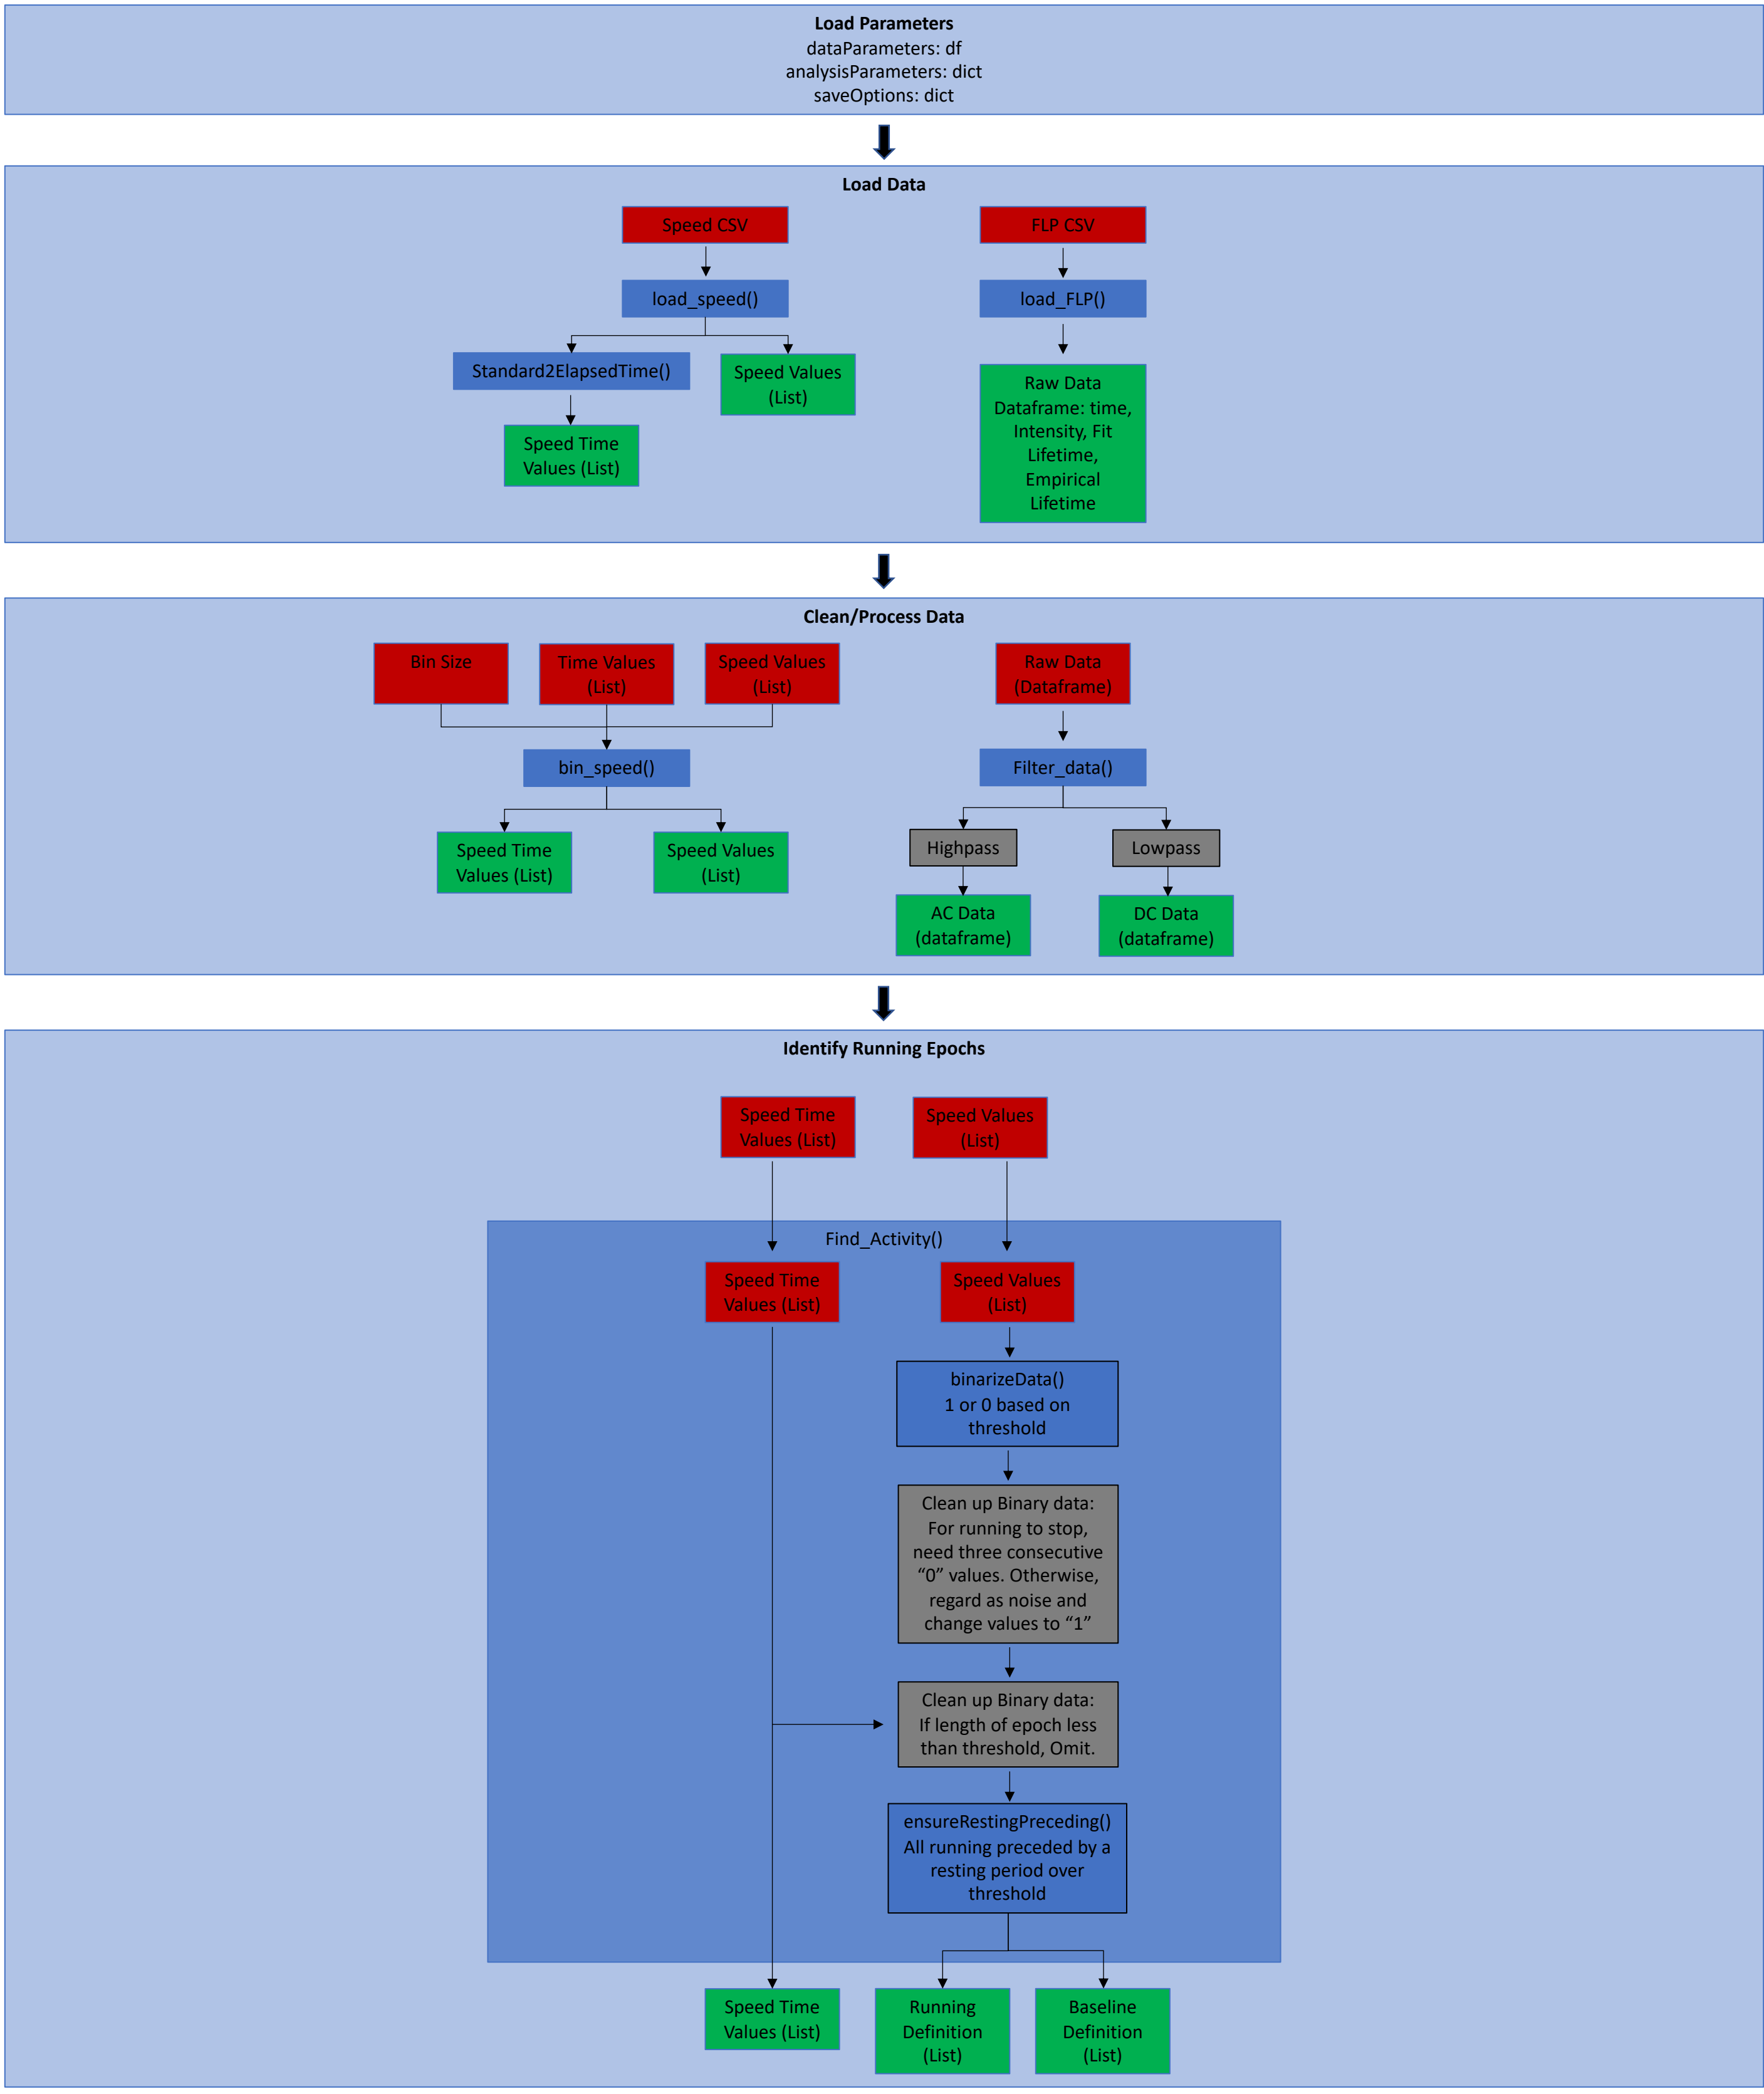 Load Parameters
dataParameters: df
analysisParameters: dict
saveOptions: dict
Load Data
Speed CSV
FLP CSV
load_speed()
load_FLP()
Standard2ElapsedTime()
Speed Values
(List)
Speed Time
Values (List)
Raw Data
Dataframe: time,
Intensity, Fit
Lifetime,
Empirical
Lifetime
Clean/Process Data
Bin Size
Time Values
(List)
Speed Values
(List)
Raw Data
(Dataframe)
bin_speed()
Filter_data()
Speed Time
Values (List)
Speed Values
(List)
Highpass
Lowpass
AC Data
(dataframe)
DC Data
(dataframe)
Identify Running Epochs
Speed Time
Values (List)
Speed Values
(List)
Find_Activity()
Speed Time
Values (List)
Speed Values
(List)
binarizeData()
1 or 0 based on
threshold
Clean up Binary data:
For running to stop,
need three consecutive
“0” values. Otherwise,
regard as noise and
change values to “1”
Clean up Binary data:
If length of epoch less
than threshold, Omit.
ensureRestingPreceding()
All running preceded by a
resting period over
threshold
Speed Time
Values (List)
Running
Definition
(List)
Baseline
Definition
(List)